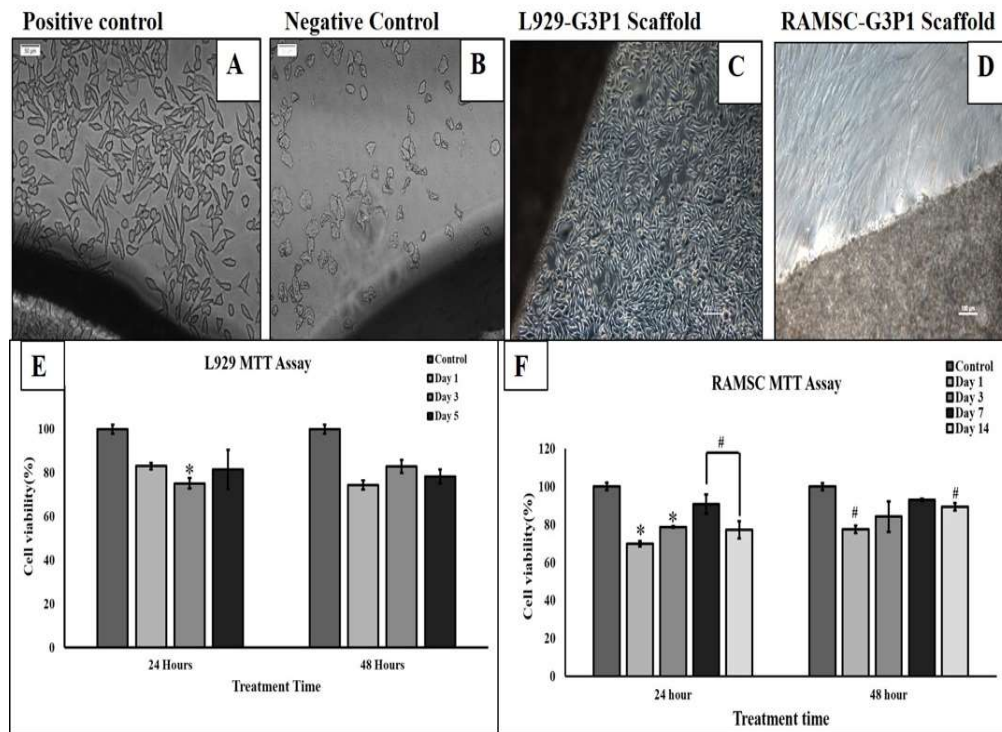 Positive control
Negative Control
L929-G3P1 Scaffold
RAMSC-G3P1 Scaffold
A
B
C
D
100 µm
E
L929 MTT Assay
Control
Day 1
Day 3
Day 5
Cell viability(%)
100
80
60
40
20
0
*
24 Hours
48 Hours
Treatment Time
F
RAMSC MTT Assay
Control
Day 1
Day 3
Day 7
Day 14
Cell viability(%)
120
100
80
60
40
20
0
#
* * # #
24 hour
48 hour
Treatment time